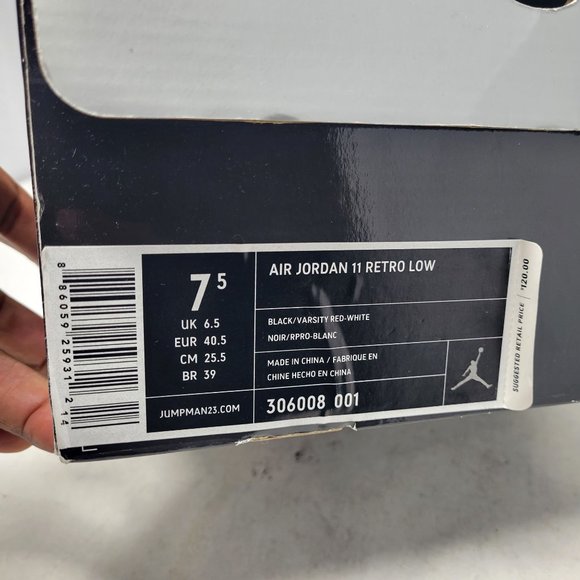 8 86059 25931 2 14
7 5
UK 6.5
EUR 40.5
CM 25.5
BR 39
JUMPMAN23.COM
AIR JORDAN 11 RETRO LOW
BLACK/VARSITY RED-WHITE
NOIR/RPRO-BLANC
MADE IN CHINA / FABRIQUE EN
CHINE HECHO EN CHINA
306008 001
SUGGESTED RETAIL PRICE $120.00